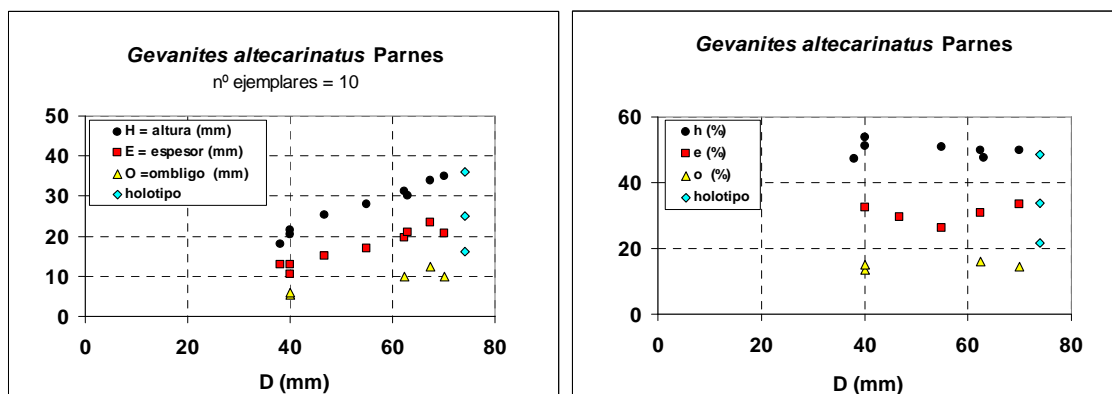 Gevanites altecarinatus Parnes
nº ejemplares = 10
50
40
30
20
10
0
H = altura (mm)
E = espesor (mm)
O =ombligo (mm)
holotipo
0
20
40
60
80
D (mm)
Gevanites altecarinatus Parnes
60
40
20
0
h (%)
e (%)
o (%)
holotipo
0
20
40
60
80
D (mm)